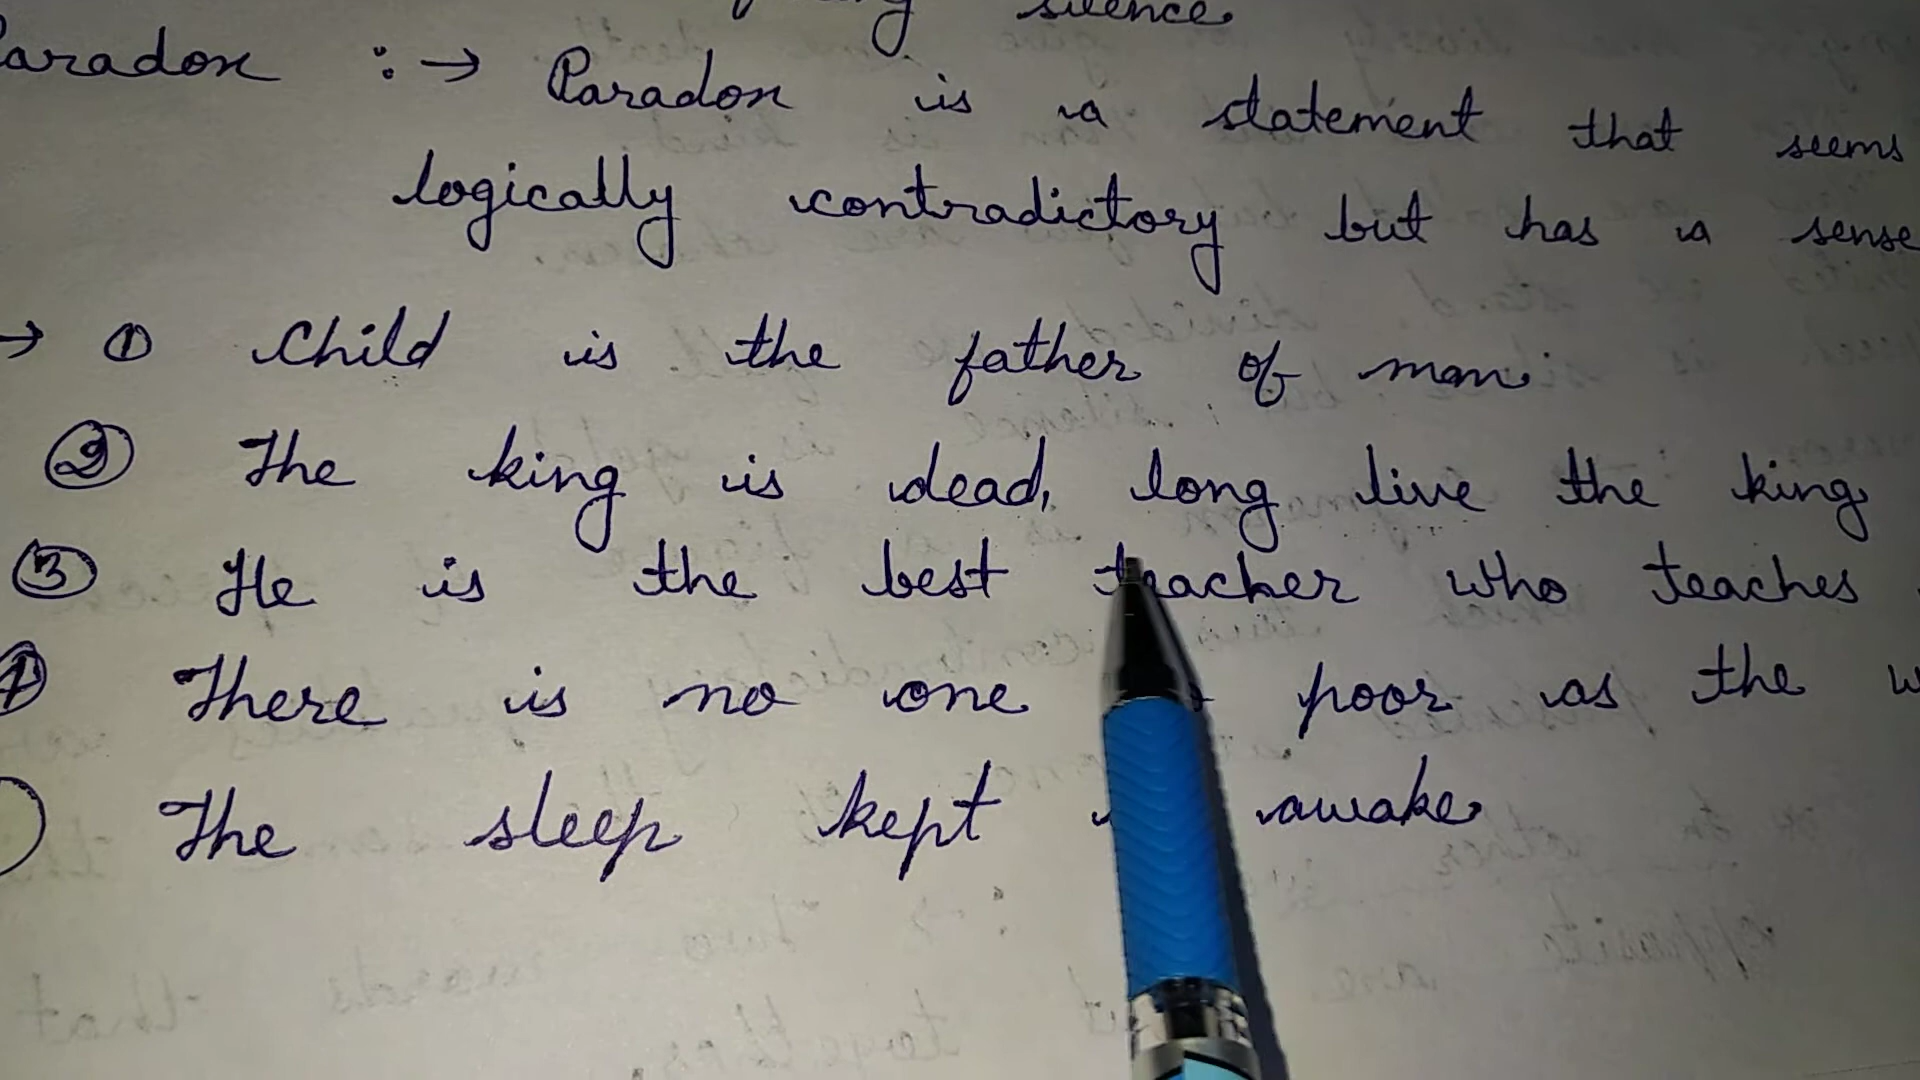 silence.
Paradox :→ Paradox is a statement that seems
logically contradictory but has a sense
→ ① Child is the father of man.
② The king is dead, long live the king
③ He is the best teacher who teaches
There is no one poor as the
The sleep kept awake